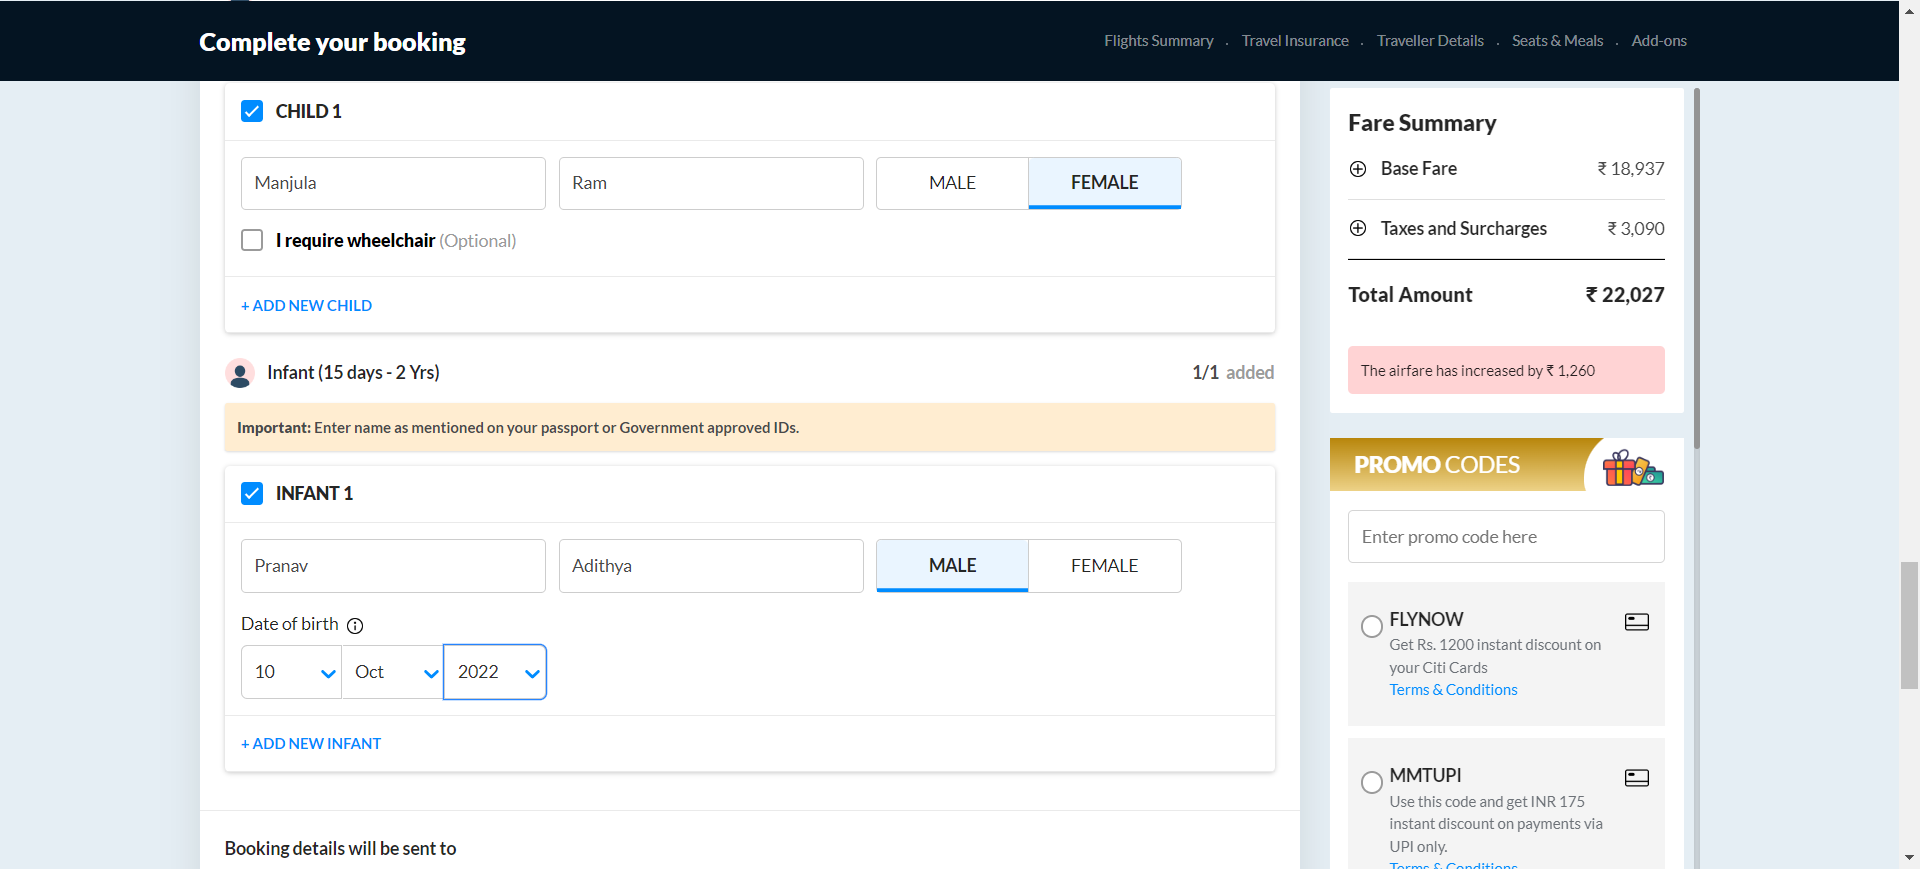 Complete your booking
Flights Summary . Travel Insurance . Traveller Details . Seats & Meals . Add-ons
CHILD 1
Manjula
Ram
MALE
FEMALE
I require wheelchair (Optional)
+ ADD NEW CHILD
Infant (15 days - 2 Yrs)
1/1 added
Important: Enter name as mentioned on your passport or Government approved IDs.
INFANT 1
Pranav
Adithya
MALE
FEMALE
Date of birth
10
Oct
2022
+ ADD NEW INFANT
Booking details will be sent to
Fare Summary
Base Fare ₹ 18,937
Taxes and Surcharges ₹ 3,090
Total Amount ₹ 22,027
The airfare has increased by ₹ 1,260
PROMO CODES
Enter promo code here
FLYNOW
Get Rs. 1200 instant discount on
your Citi Cards
Terms & Conditions
MMTUPI
Use this code and get INR 175
instant discount on payments via
UPI only.
Terms & Conditions